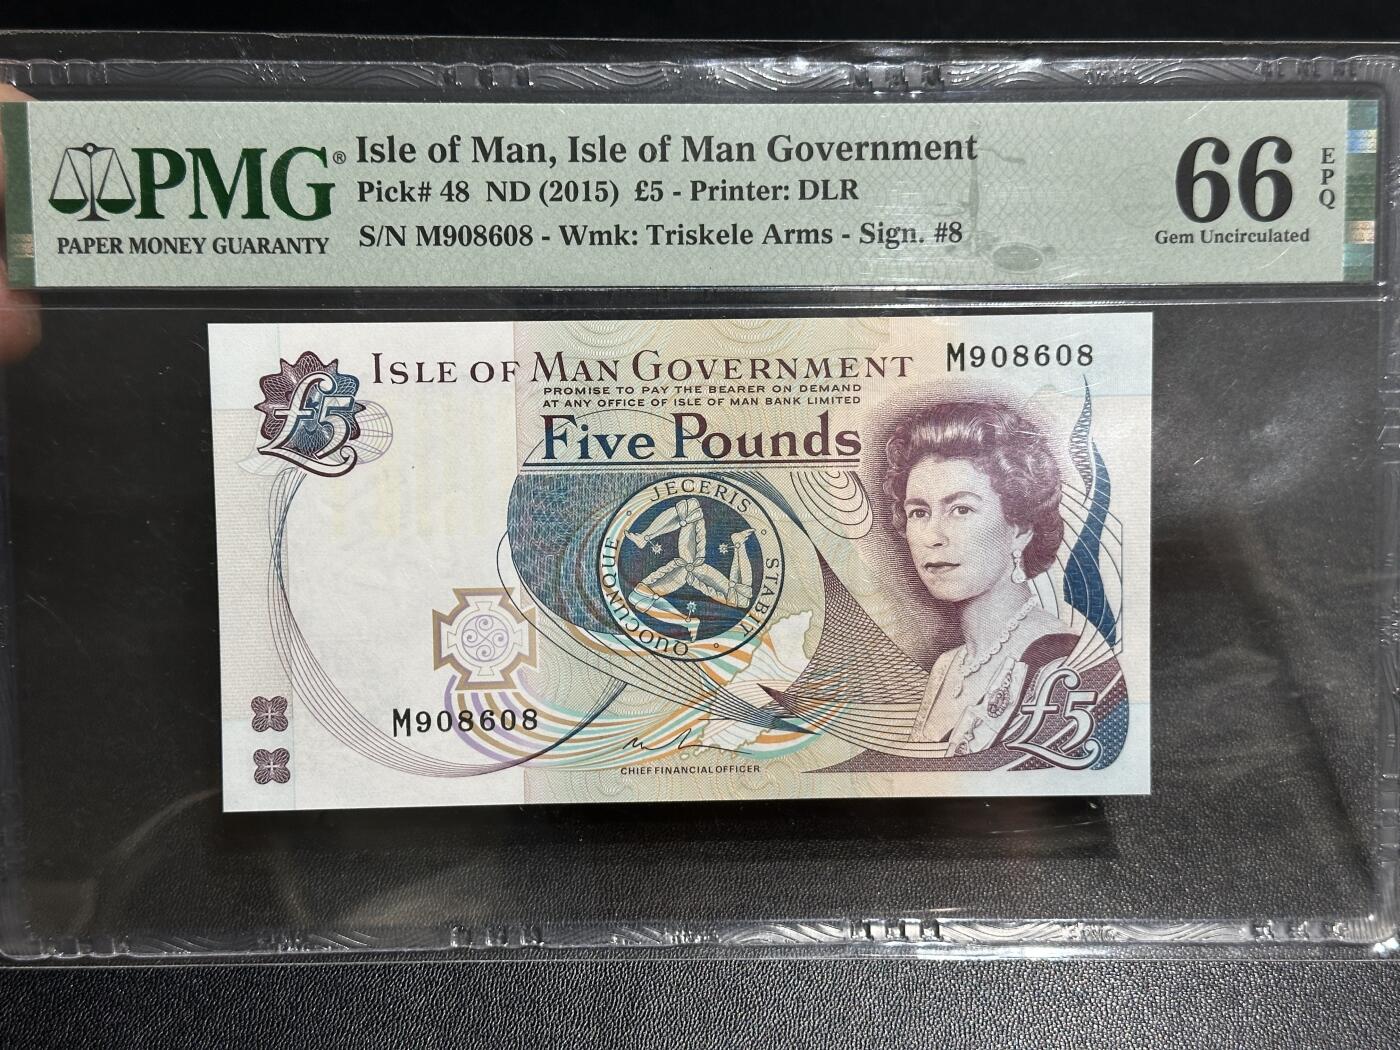 PMG®
PAPER MONEY GUARANTY
Isle of Man, Isle of Man Government
Pick# 48 ND (2015) £5 - Printer: DLR
S/N M908608 - Wmk: Triskele Arms - Sign. #8
66
EPQ
Gem Uncirculated
£5
ISLE OF MAN GOVERNMENT
M908608
PROMISE TO PAY THE BEARER ON DEMAND
AT ANY OFFICE OF ISLE OF MAN BANK LIMITED
Five Pounds
QUOCUNQUE JECERIS STABIT
M908608
CHIEF FINANCIAL OFFICER
£5